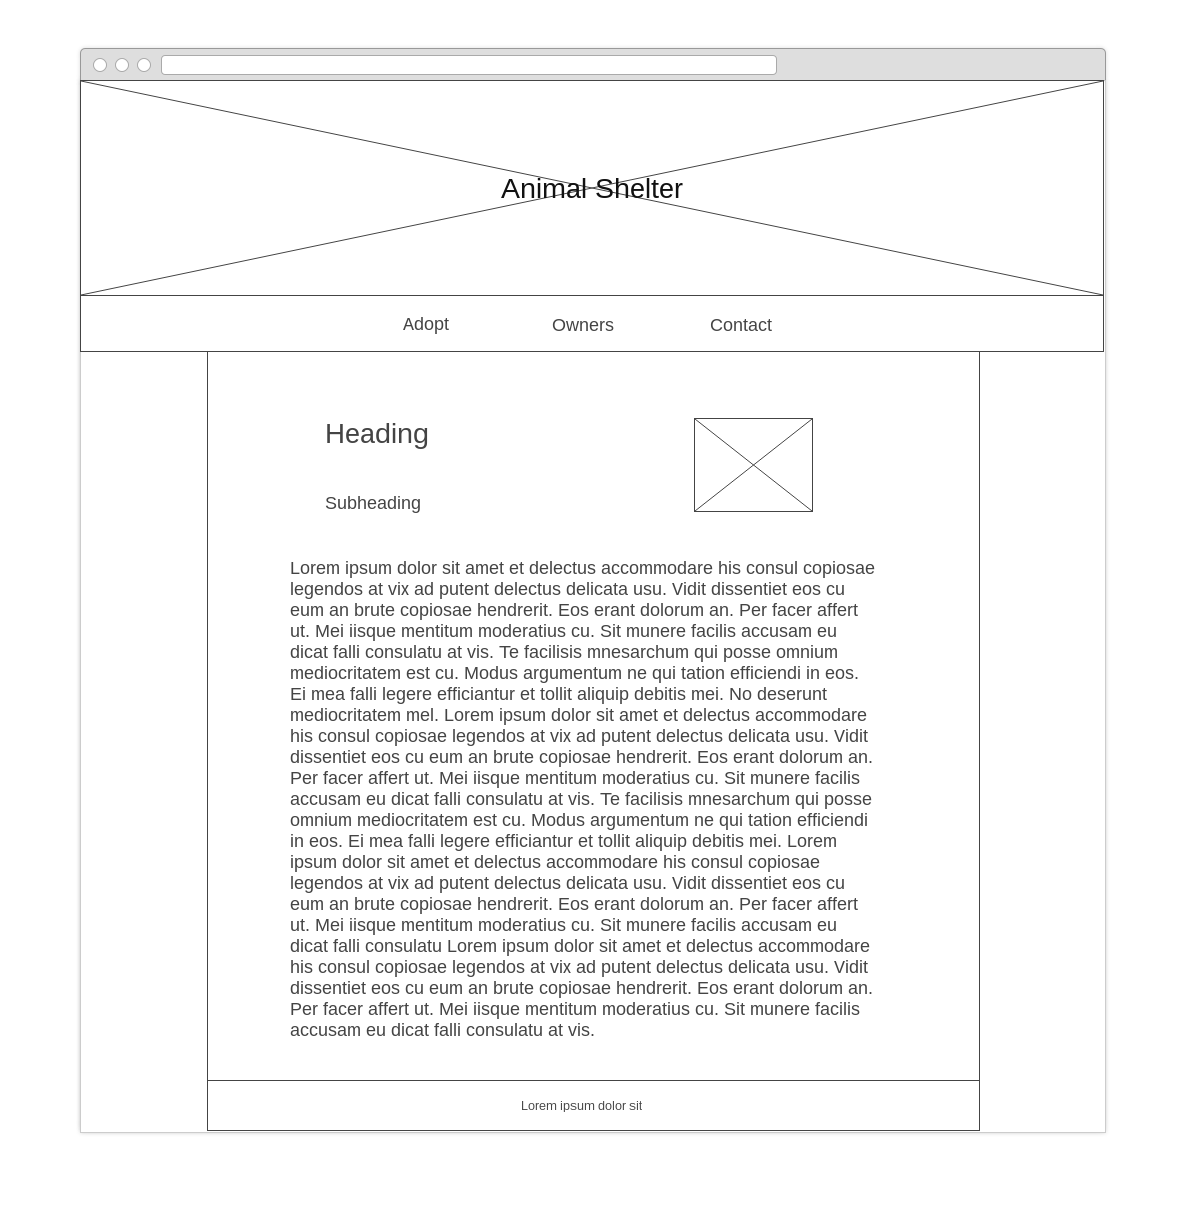 Animal Shelter
Adopt
Owners
Contact
Heading
Subheading
Lorem ipsum dolor sit amet et delectus accommodare his consul copiosae
legendos at vix ad putent delectus delicata usu. Vidit dissentiet eos cu
eum an brute copiosae hendrerit. Eos erant dolorum an. Per facer affert
ut. Mei iisque mentitum moderatius cu. Sit munere facilis accusam eu
dicat falli consulatu at vis. Te facilisis mnesarchum qui posse omnium
mediocritatem est cu. Modus argumentum ne qui tation efficiendi in eos.
Ei mea falli legere efficiantur et tollit aliquip debitis mei. No deserunt
mediocritatem mel. Lorem ipsum dolor sit amet et delectus accommodare
his consul copiosae legendos at vix ad putent delectus delicata usu. Vidit
dissentiet eos cu eum an brute copiosae hendrerit. Eos erant dolorum an.
Per facer affert ut. Mei iisque mentitum moderatius cu. Sit munere facilis
accusam eu dicat falli consulatu at vis. Te facilisis mnesarchum qui posse
omnium mediocritatem est cu. Modus argumentum ne qui tation efficiendi
in eos. Ei mea falli legere efficiantur et tollit aliquip debitis mei. Lorem
ipsum dolor sit amet et delectus accommodare his consul copiosae
legendos at vix ad putent delectus delicata usu. Vidit dissentiet eos cu
eum an brute copiosae hendrerit. Eos erant dolorum an. Per facer affert
ut. Mei iisque mentitum moderatius cu. Sit munere facilis accusam eu
dicat falli consulatu Lorem ipsum dolor sit amet et delectus accommodare
his consul copiosae legendos at vix ad putent delectus delicata usu. Vidit
dissentiet eos cu eum an brute copiosae hendrerit. Eos erant dolorum an.
Per facer affert ut. Mei iisque mentitum moderatius cu. Sit munere facilis
accusam eu dicat falli consulatu at vis.
Lorem ipsum dolor sit